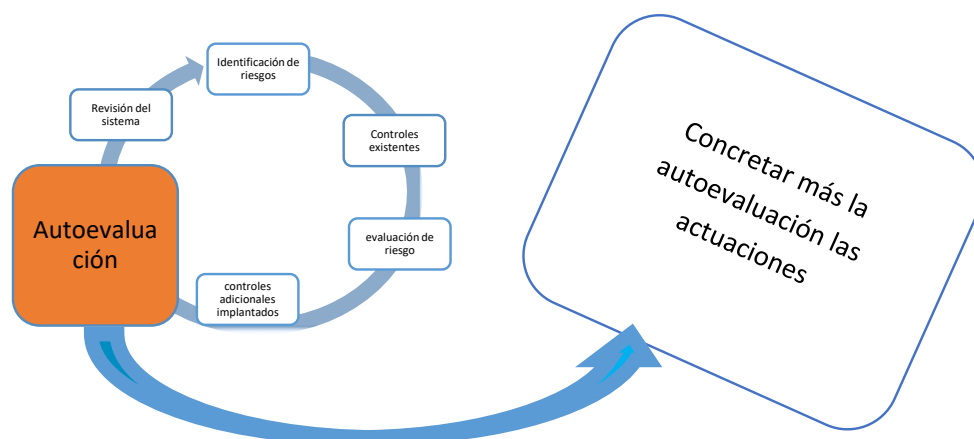 Identificación de
riesgos
Revisión del
sistema
Controles
existentes
Autoevalua
ción
evaluación de
riesgo
controles
adicionales
implantados
Concretar más la
autoevaluación las
actuaciones